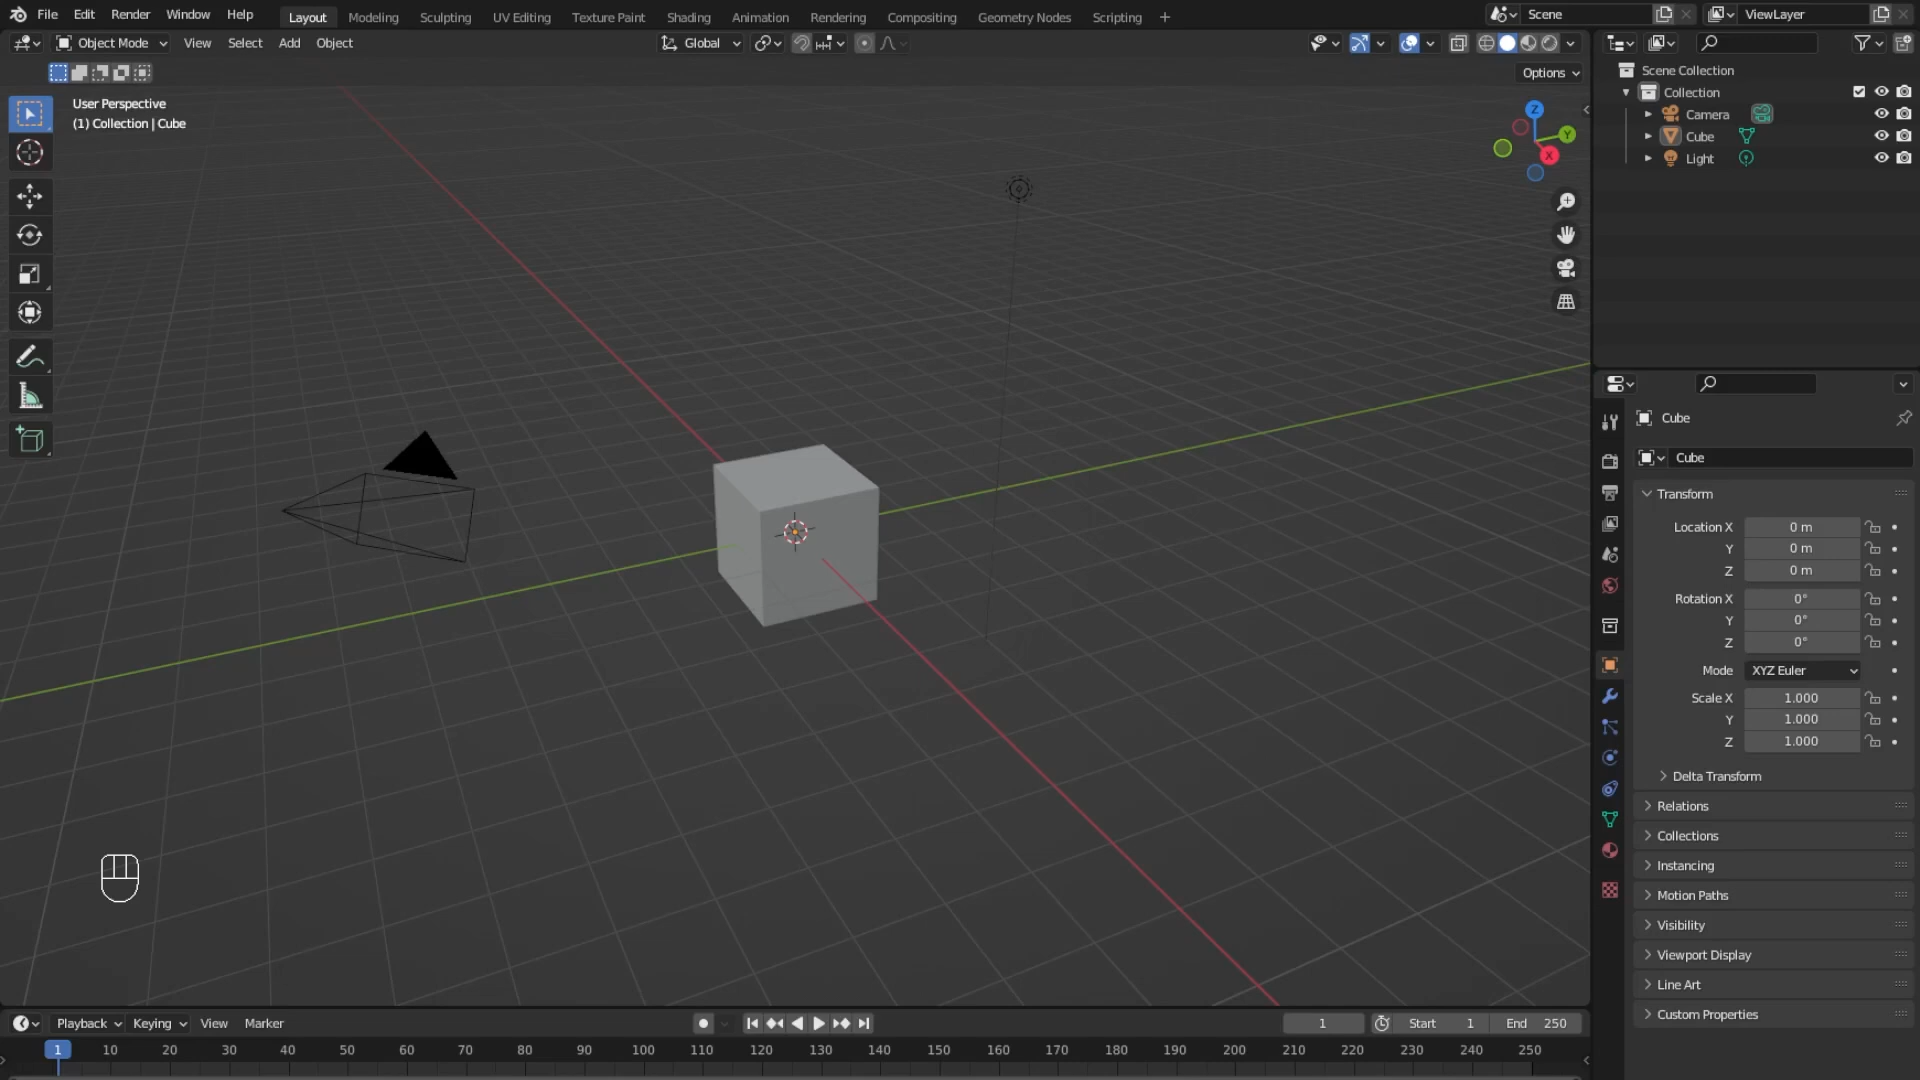 File Edit Render Window Help
Layout Modeling Sculpting UV Editing Texture Paint Shading Animation Rendering Compositing Geometry Nodes Scripting +
Scene
ViewLayer
Object Mode View Select Add Object
Global
Options
User Perspective
(1) Collection | Cube
Z
Y
X
Scene Collection
Collection
Camera
Cube
Light
Cube
Cube
Transform
Location X 0 m
Y 0 m
Z 0 m
Rotation X 0°
Y 0°
Z 0°
Mode XYZ Euler
Scale X 1.000
Y 1.000
Z 1.000
Delta Transform
Relations
Collections
Instancing
Motion Paths
Visibility
Viewport Display
Line Art
Custom Properties
Playback Keying View Marker
1 Start 1 End 250
1 10 20 30 40 50 60 70 80 90 100 110 120 130 140 150 160 170 180 190 200 210 220 230 240 250